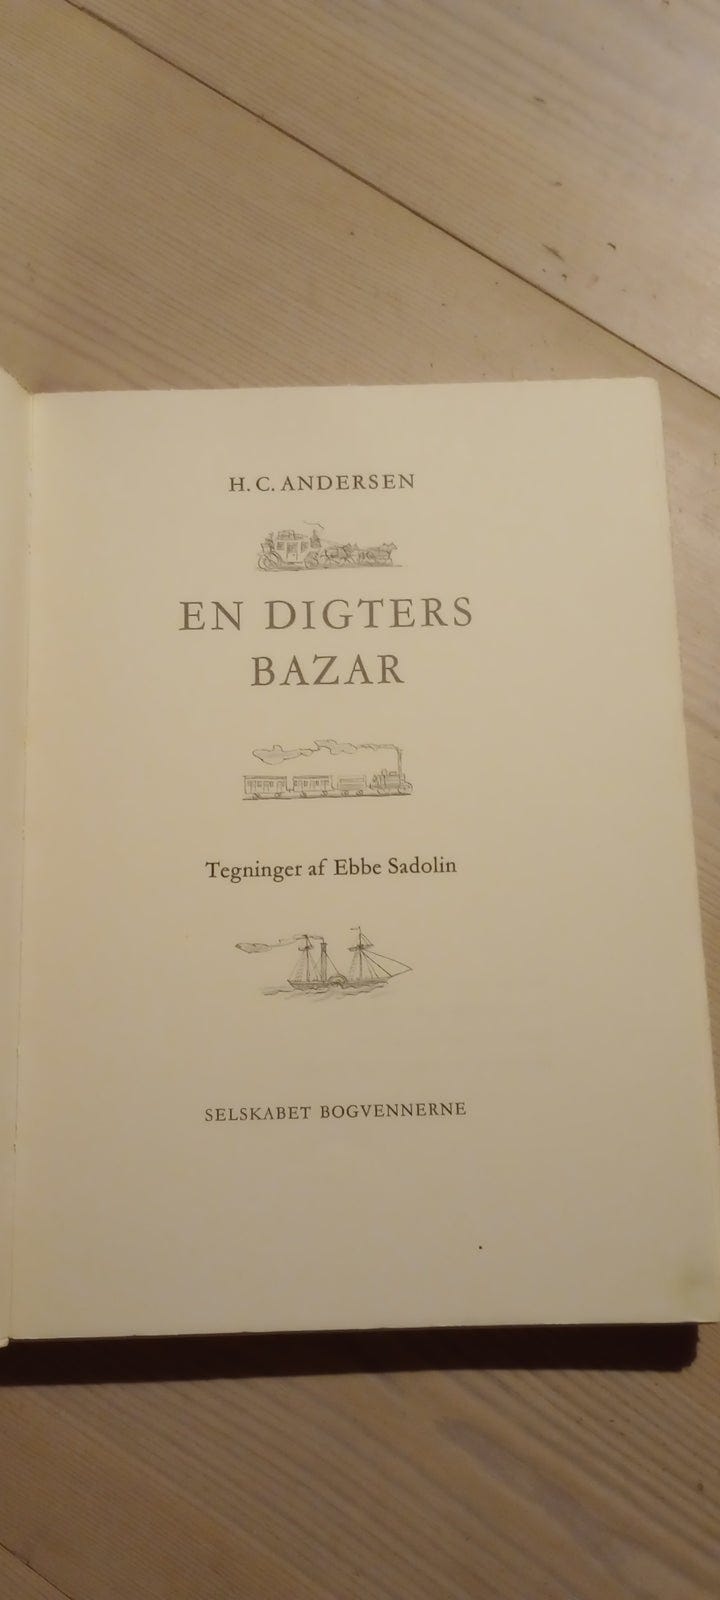 H. C. ANDERSEN
EN DIGTERS
BAZAR
Tegninger af Ebbe Sadolin
SELSKABET BOGVENNERNE